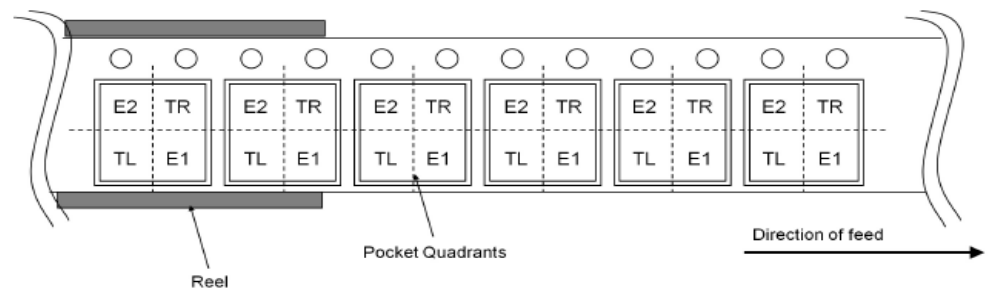 E2 TR E2 TR E2 TR E2 TR E2 TR E2 TR
TL E1 TL E1 TL E1 TL E1 TL E1 TL E1
Direction of feed
Pocket Quadrants
Reel